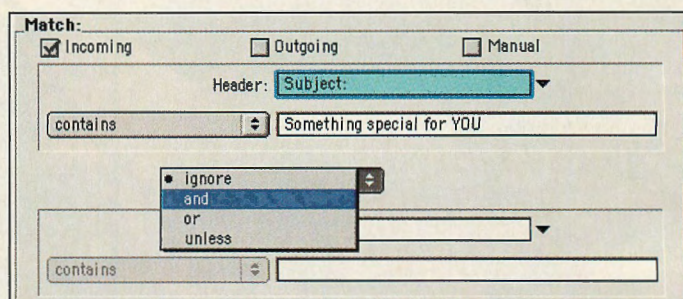 Match:
Incoming Outgoing Manual
Header: Subject:
contains Something special for YOU
ignore
and
or
unless
contains